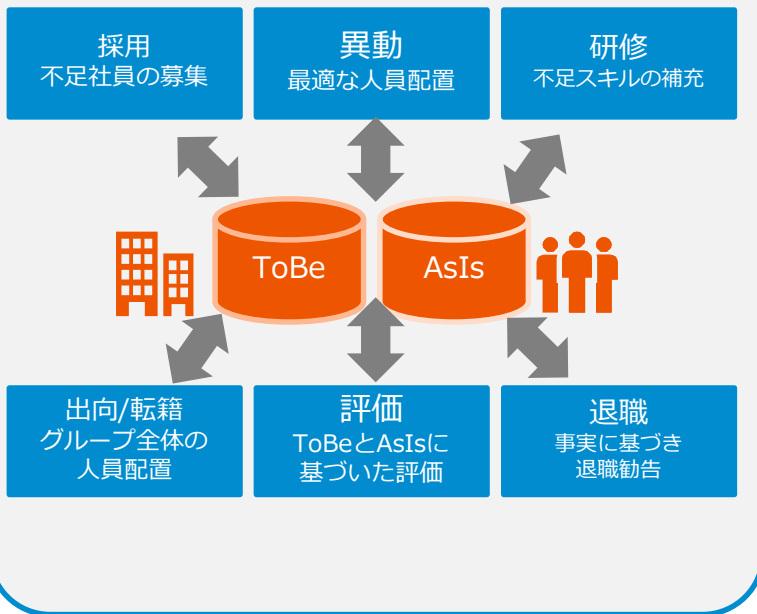 採用
不足社員の募集
異動
最適な人員配置
研修
不足スキルの補充
ToBe
AsIs
出向/転籍
グループ全体の
人員配置
評価
ToBeとAsIsに
基づいた評価
退職
事実に基づき
退職勧告